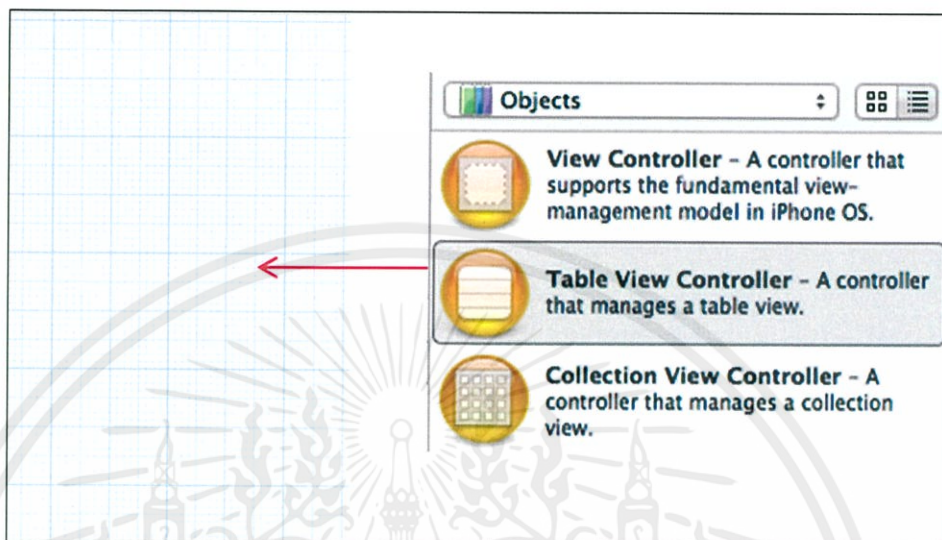 Objects
View Controller – A controller that
supports the fundamental view-
management model in iPhone OS.
Table View Controller – A controller
that manages a table view.
Collection View Controller – A
controller that manages a collection
view.